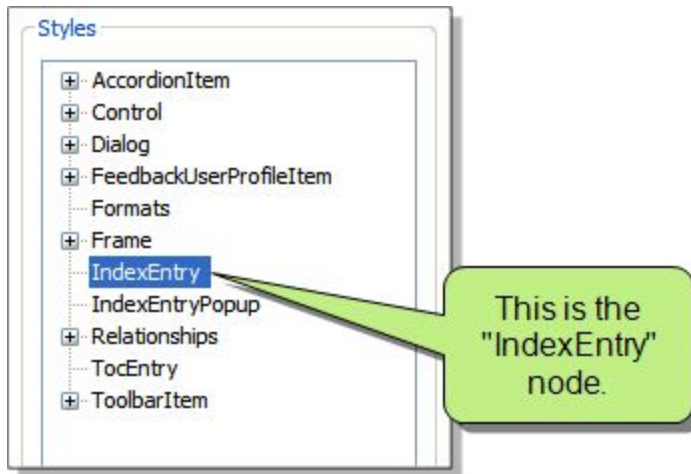 Styles
AccordionItem
Control
Dialog
FeedbackUserProfileItem
Formats
Frame
IndexEntry
IndexEntryPopup
Relationships
TocEntry
ToolbarItem
This is the
"IndexEntry"
node.